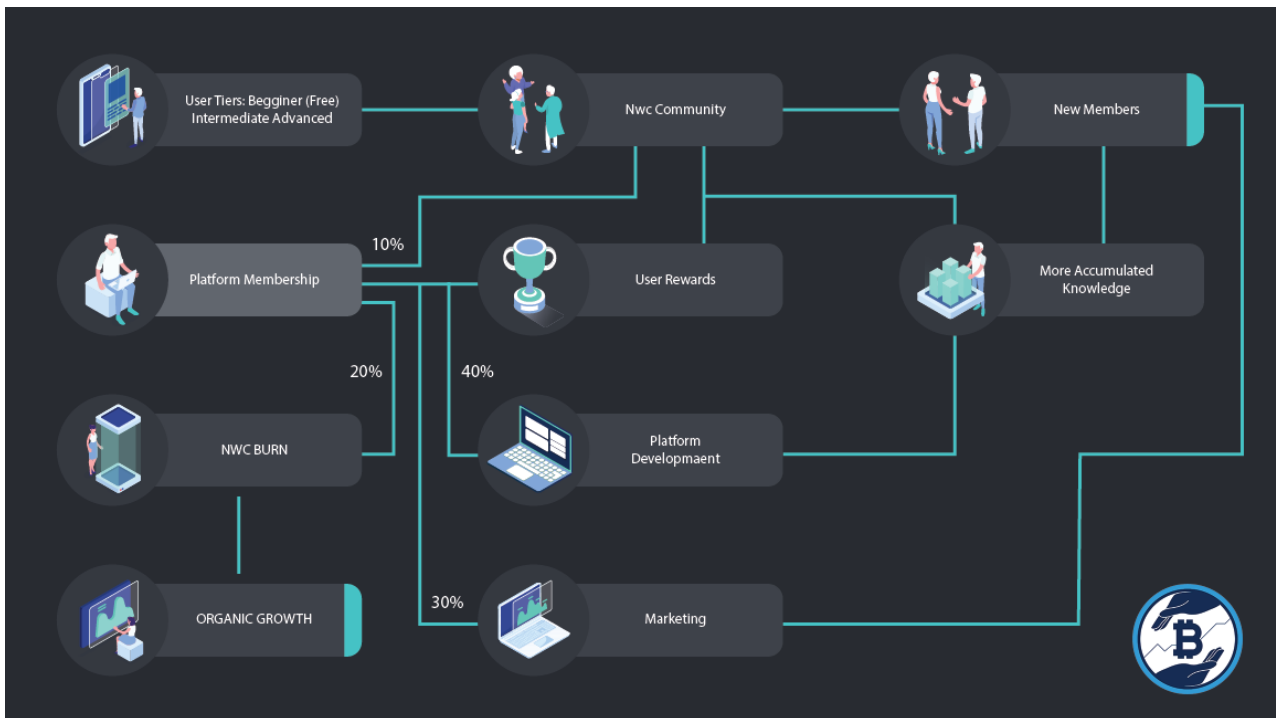 User Tiers: Begginer (Free)
Intermediate Advanced
Nwc Community
New Members
10%
Platform Membership
User Rewards
More Accumulated
Knowledge
20%
40%
NWC BURN
Platform
Developmaent
30%
ORGANIC GROWTH
Marketing